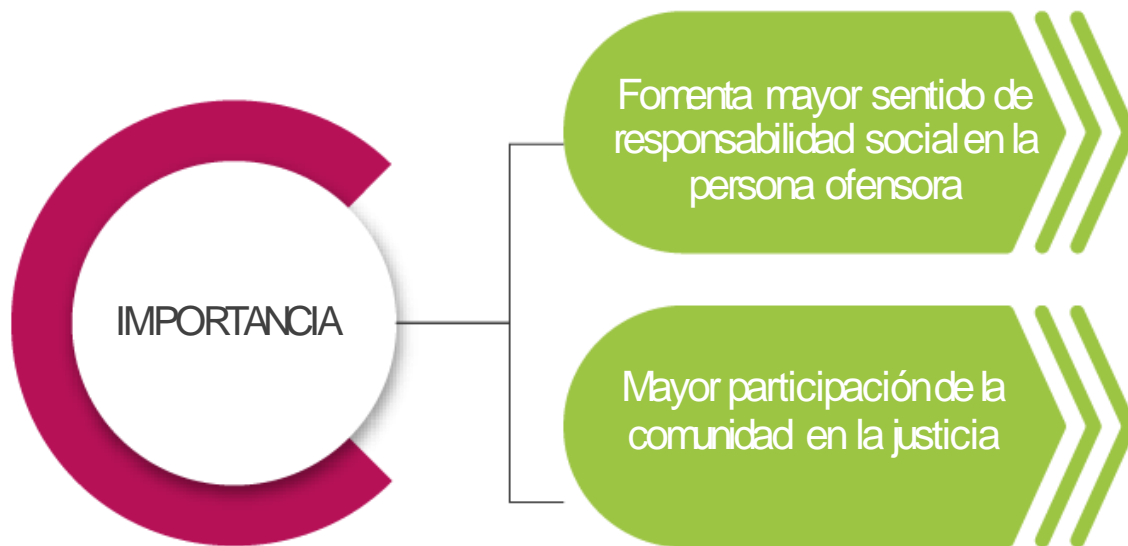 IMPORTANCIA
Fomenta mayor sentido de
responsabilidad social en la
persona ofensora
Mayor participación de la
comunidad en la justicia